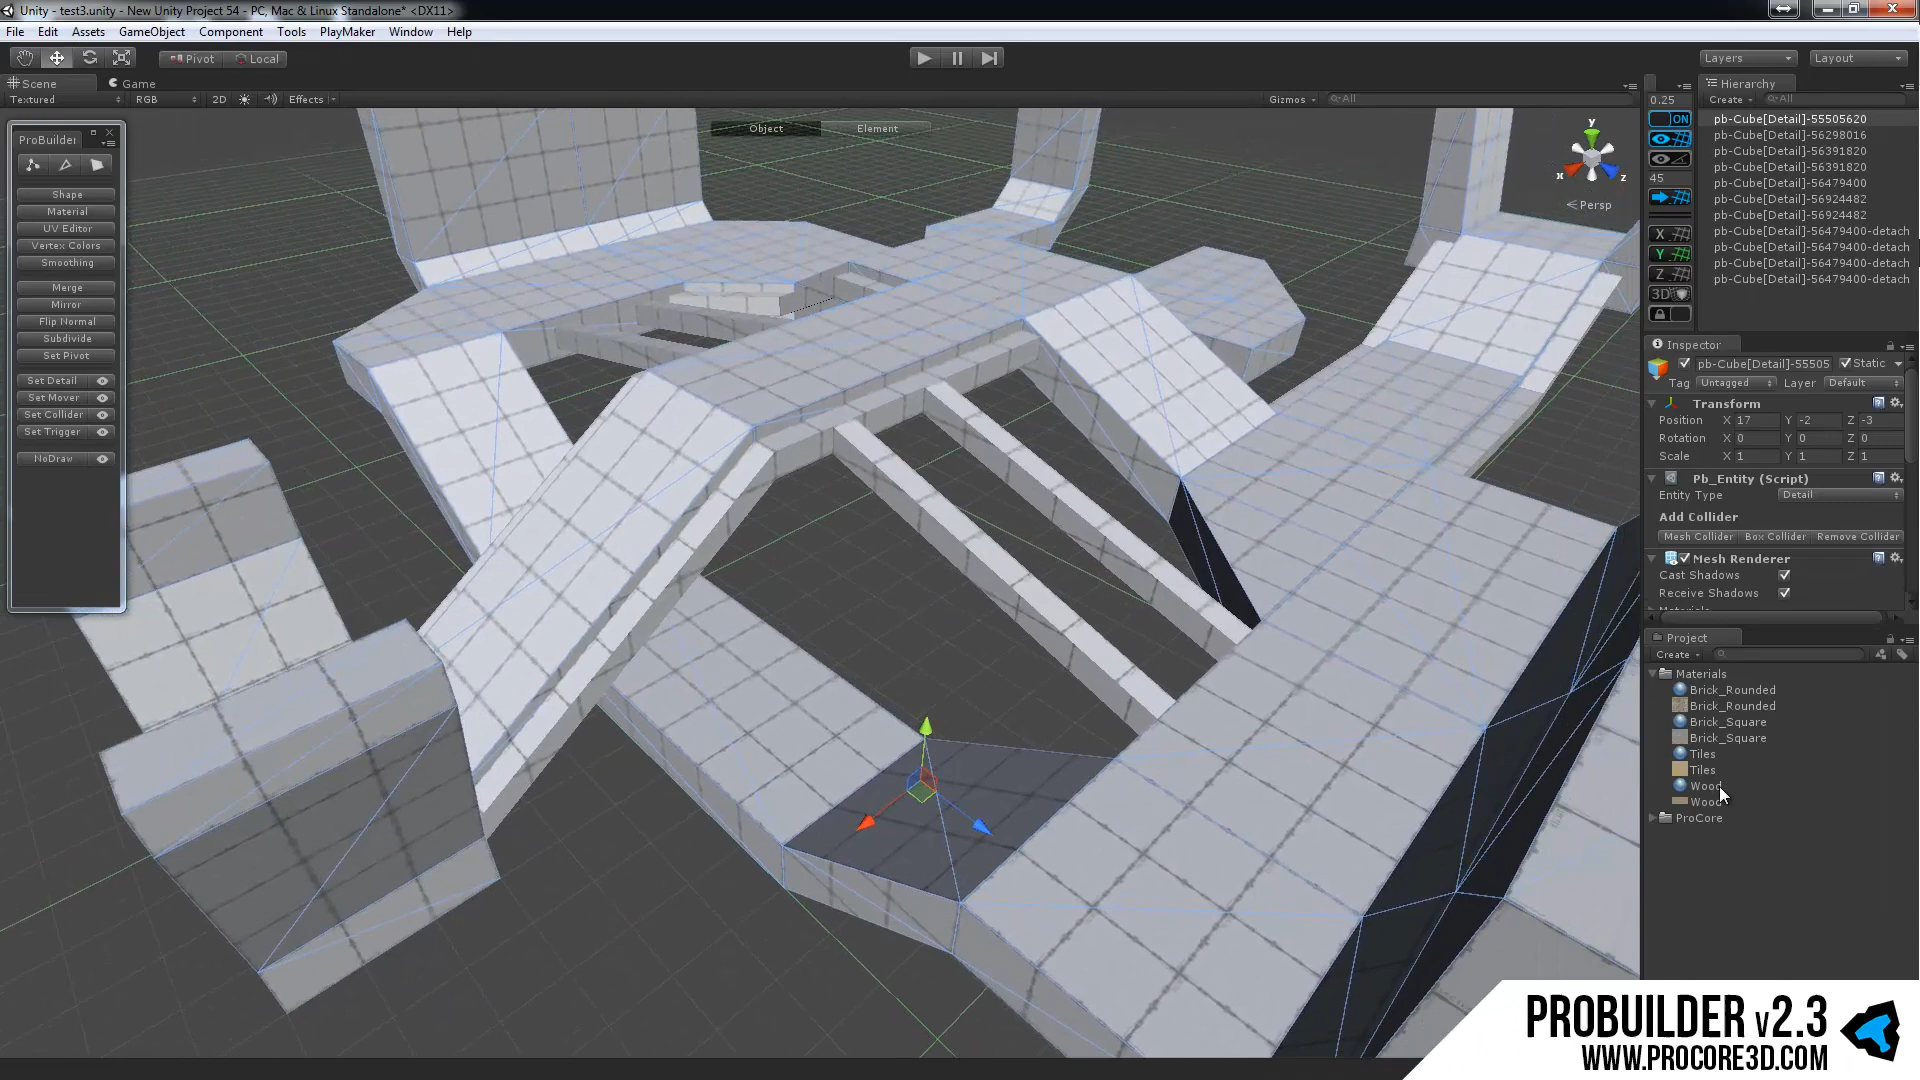 Unity - test3.unity - New Unity Project 54 - PC, Mac & Linux Standalone* <DX11>
File Edit Assets GameObject Component Tools PlayMaker Window Help
Pivot Local
Layers Layout
Scene Game
Textured RGB 2D Effects Gizmos All
ProBuilder
Shape
Material
UV Editor
Vertex Colors
Smoothing
Merge
Mirror
Flip Normal
Subdivide
Set Pivot
Set Detail
Set Mover
Set Collider
Set Trigger
NoDraw
Object Element
y
x
z
Persp
0.25
ON
45
X
Y
Z
3D
Hierarchy
Create All
pb-Cube[Detail]-55505620
pb-Cube[Detail]-56298016
pb-Cube[Detail]-56391820
pb-Cube[Detail]-56391820
pb-Cube[Detail]-56479400
pb-Cube[Detail]-56924482
pb-Cube[Detail]-56924482
pb-Cube[Detail]-56479400-detach
pb-Cube[Detail]-56479400-detach
pb-Cube[Detail]-56479400-detach
pb-Cube[Detail]-56479400-detach
Inspector
pb-Cube[Detail]-55505 Static
Tag Untagged Layer Default
Transform
Position X 17 Y -2 Z -3
Rotation X 0 Y 0 Z 0
Scale X 1 Y 1 Z 1
Pb_Entity (Script)
Entity Type Detail
Add Collider
Mesh Collider Box Collider Remove Collider
Mesh Renderer
Cast Shadows
Receive Shadows
Materials
Project
Create
Materials
Brick_Rounded
Brick_Rounded
Brick_Square
Brick_Square
Tiles
Tiles
Wood
Wood
ProCore
PROBUILDER v2.3
WWW.PROCORE3D.COM